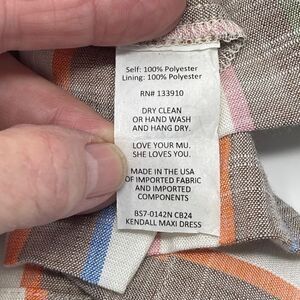 Self: 100% Polyester
Lining: 100% Polyester
RN# 133910
DRY CLEAN
OR HAND WASH
AND HANG DRY.
LOVE YOUR MU.
SHE LOVES YOU.
MADE IN THE USA
OF IMPORTED FABRIC
AND IMPORTED
COMPONENTS
BS7-0142N CB24
KENDALL MAXI DRESS